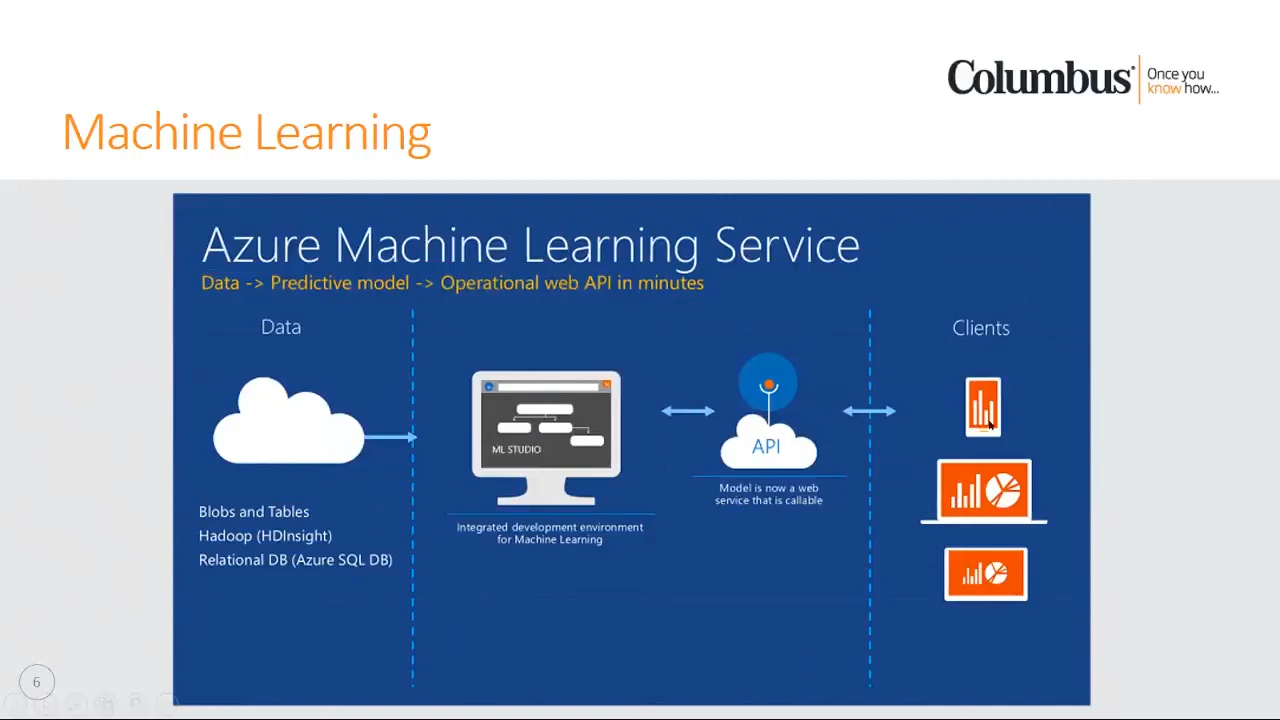 Columbus®
Once you
know how...
Machine Learning
Azure Machine Learning Service
Data -> Predictive model -> Operational web API in minutes
Data
Clients
ML STUDIO
API
Model is now a web
service that is callable
Blobs and Tables
Hadoop (HDInsight)
Relational DB (Azure SQL DB)
Integrated development environment
for Machine Learning
6